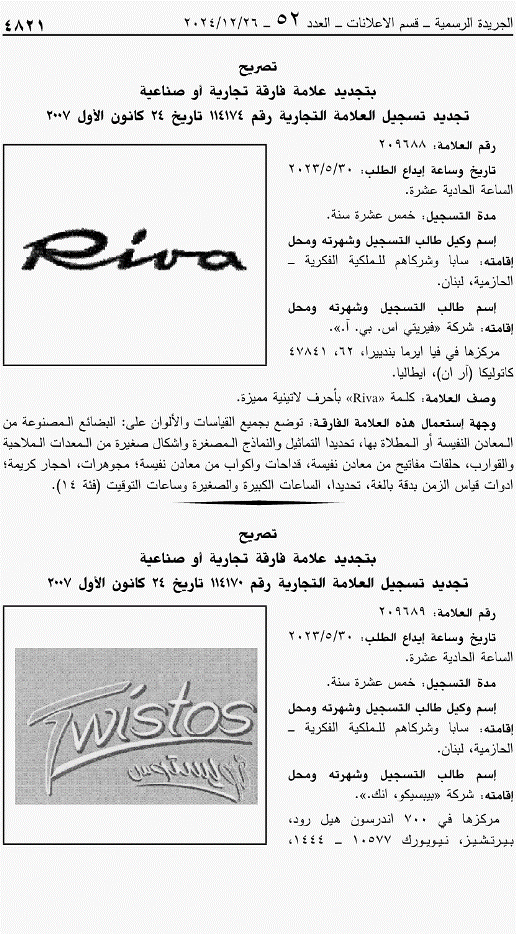 الجريدة الرسمية ـ قسم الاعلانات ـ العدد ٥٢ ـ ٢٠٢٤/١٢/٢٦
٤٨٢١
تصريح
بتجديد علامة فارقة تجارية أو صناعية
تجديد تسجيل العلامة التجارية رقم ١١٤١٧٤ تاريخ ٢٤ كانون الأول ٢٠٠٧
رقم العلامة: ٢٠٩٦٨٨
تاريخ وساعة إيداع الطلب: ٢٠٢٣/٥/٣٠
الساعة الحادية عشرة.
مدة التسجيل: خمس عشرة سنة.
إسم وكيل طالب التسجيل وشهرته ومحل
إقامته: سابا وشركاهم للملكية الفكرية ـ
الحازمية، لبنان.
إسم طالب التسجيل وشهرته ومحل
إقامته: شركة «فيريتي اس. بي. آ.».
مركزها في فيا ايرما بندييرا، ٦٢، ٤٧٨٤١
كاتوليكا (أر ان)، ايطاليا.
Riva
وصف العلامة: كلمة «Riva» بأحرف لاتينية مميزة.
وجهة إستعمال هذه العلامة الفارقة: توضع بجميع القياسات والألوان على: البضائع المصنوعة من
المعادن النفيسة أو المطلاة بها، تحديدا التماثيل والنماذج المصغرة واشكال صغيرة من المعدات الملاحية
والقوارب، حلقات مفاتيح من معادن نفيسة، قداحات واكواب من معادن نفيسة؛ مجوهرات، احجار كريمة؛
ادوات قياس الزمن بدقة بالغة، تحديدا، الساعات الكبيرة والصغيرة وساعات التوقيت (فئة ١٤).
تصريح
بتجديد علامة فارقة تجارية أو صناعية
تجديد تسجيل العلامة التجارية رقم ١١٤١٧٠ تاريخ ٢٤ كانون الأول ٢٠٠٧
رقم العلامة: ٢٠٩٦٨٩
تاريخ وساعة إيداع الطلب: ٢٠٢٣/٥/٣٠
الساعة الحادية عشرة.
مدة التسجيل: خمس عشرة سنة.
إسم وكيل طالب التسجيل وشهرته ومحل
إقامته: سابا وشركاهم للملكية الفكرية ـ
الحازمية، لبنان.
إسم طالب التسجيل وشهرته ومحل
إقامته: شركة «بيبسيكو، انك.».
مركزها في ٧٠٠ اندرسون هيل رود،
بيرتشيز، نيويورك ١٠٥٧٧ ـ ١٤٤٤،
Twistos